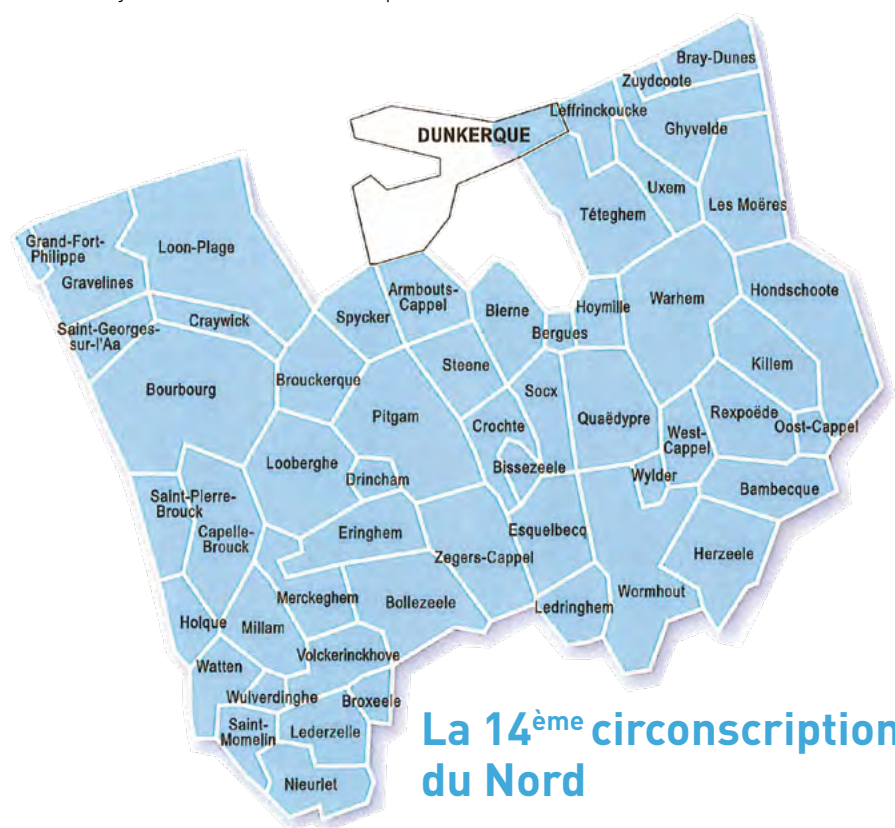 Bray-Dunes
Zuydcoote
Leffrinckoucke
DUNKERQUE
Ghyvelde
Uxem
Les Moëres
Téteghem
Grand-Fort-
Philippe
Loon-Plage
Gravelines
Armbouts-
Cappel
Hondschoote
Warhem
Hoymille
Bierne
Spycker
Craywick
Saint-Georges-
sur-l'Aa
Bergues
Steene
Killem
Brouckerque
Bourbourg
Socx
Pitgam
Quaëdypre
Rexpoëde
Crochte
West-
Cappel
Oost-Cappel
Looberghe
Bissezeele
Drincham
Wylder
Bambecque
Saint-Pierre-
Brouck
Capelle-
Brouck
Eringhem
Esquelbecq
Zegers-Cappel
Herzeele
Wormhout
Merckeghem
Bollezeele
Ledringhem
Holque
Millam
Volckerinckhove
Watten
Wulverdinghe
Broxeele
Saint-
Momelin
Lederzelle
Nieurlet
La 14ème circonscription
du Nord